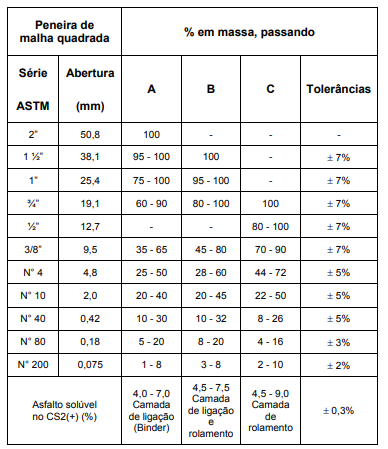 Peneira de malha quadrada % em massa, passando
Série ASTM Abertura (mm) A B C Tolerâncias
2” 50,8 100 - - -
1 ½” 38,1 95 - 100 100 - ± 7%
1” 25,4 75 - 100 95 - 100 - ± 7%
¾” 19,1 60 - 90 80 - 100 100 ± 7%
½” 12,7 - - 80 - 100 ± 7%
3/8” 9,5 35 - 65 45 - 80 70 - 90 ± 7%
N° 4 4,8 25 - 50 28 - 60 44 - 72 ± 5%
N° 10 2,0 20 - 40 20 - 45 22 - 50 ± 5%
N° 40 0,42 10 - 30 10 - 32 8 - 26 ± 5%
N° 80 0,18 5 - 20 8 - 20 4 - 16 ± 3%
N° 200 0,075 1 - 8 3 - 8 2 - 10 ± 2%
Asfalto solúvel no CS2(+) (%) 4,0 - 7,0 Camada de ligação (Binder) 4,5 - 7,5 Camada de ligação e rolamento 4,5 - 9,0 Camada de rolamento ± 0,3%